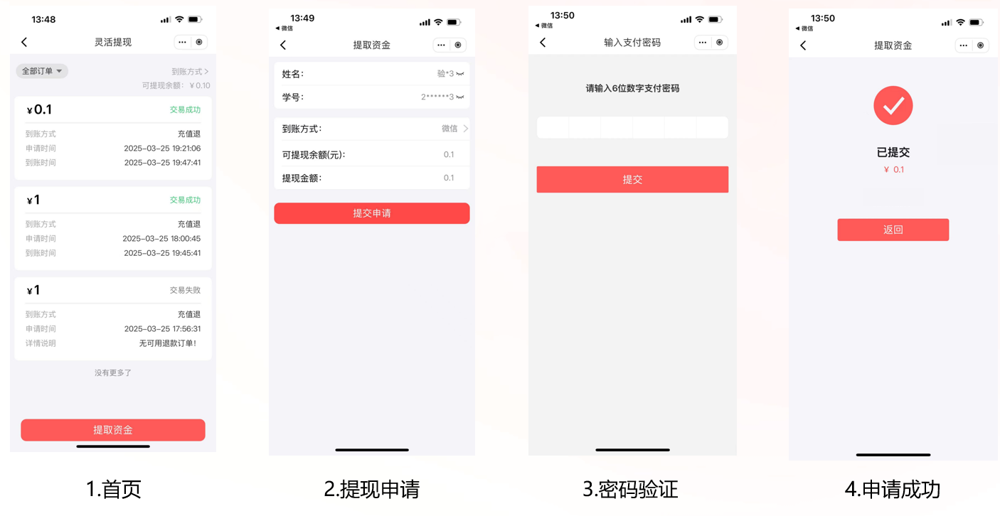 13:48
灵活提现
全部订单
到账方式
可提现余额：￥0.10
¥0.1 交易成功
到账方式 充值退
申请时间 2025-03-25 19:21:06
到账时间 2025-03-25 19:47:41
¥1 交易成功
到账方式 充值退
申请时间 2025-03-25 18:00:45
到账时间 2025-03-25 19:45:41
¥1 交易失败
到账方式 充值退
申请时间 2025-03-25 17:56:31
详情说明 无可用退款订单！
没有更多了
提取资金
1.首页
13:49
微信
提取资金
姓名： 验*3
学号： 2******3
到账方式： 微信
可提现余额(元)： 0.1
提现金额： 0.1
提交申请
2.提现申请
13:50
微信
输入支付密码
请输入6位数字支付密码
提交
3.密码验证
13:50
微信
提取资金
已提交
￥ 0.1
返回
4.申请成功